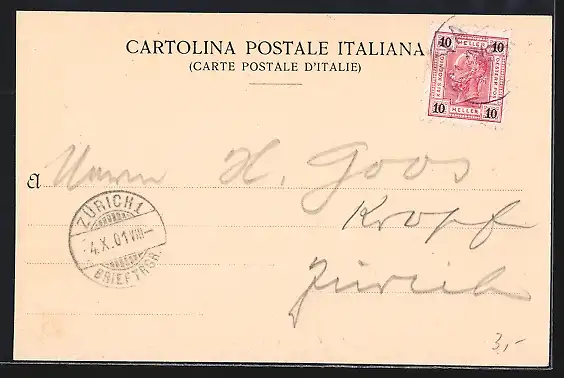 CARTOLINA POSTALE ITALIANA
(CARTE POSTALE D'ITALIE)
10 HELLER 10
10 HELLER 10
a Herrn H. Goos
Kropf
Zürich
ZÜRICH 1
4.X.01 VIII–
BRIEFTRGR.
3,-